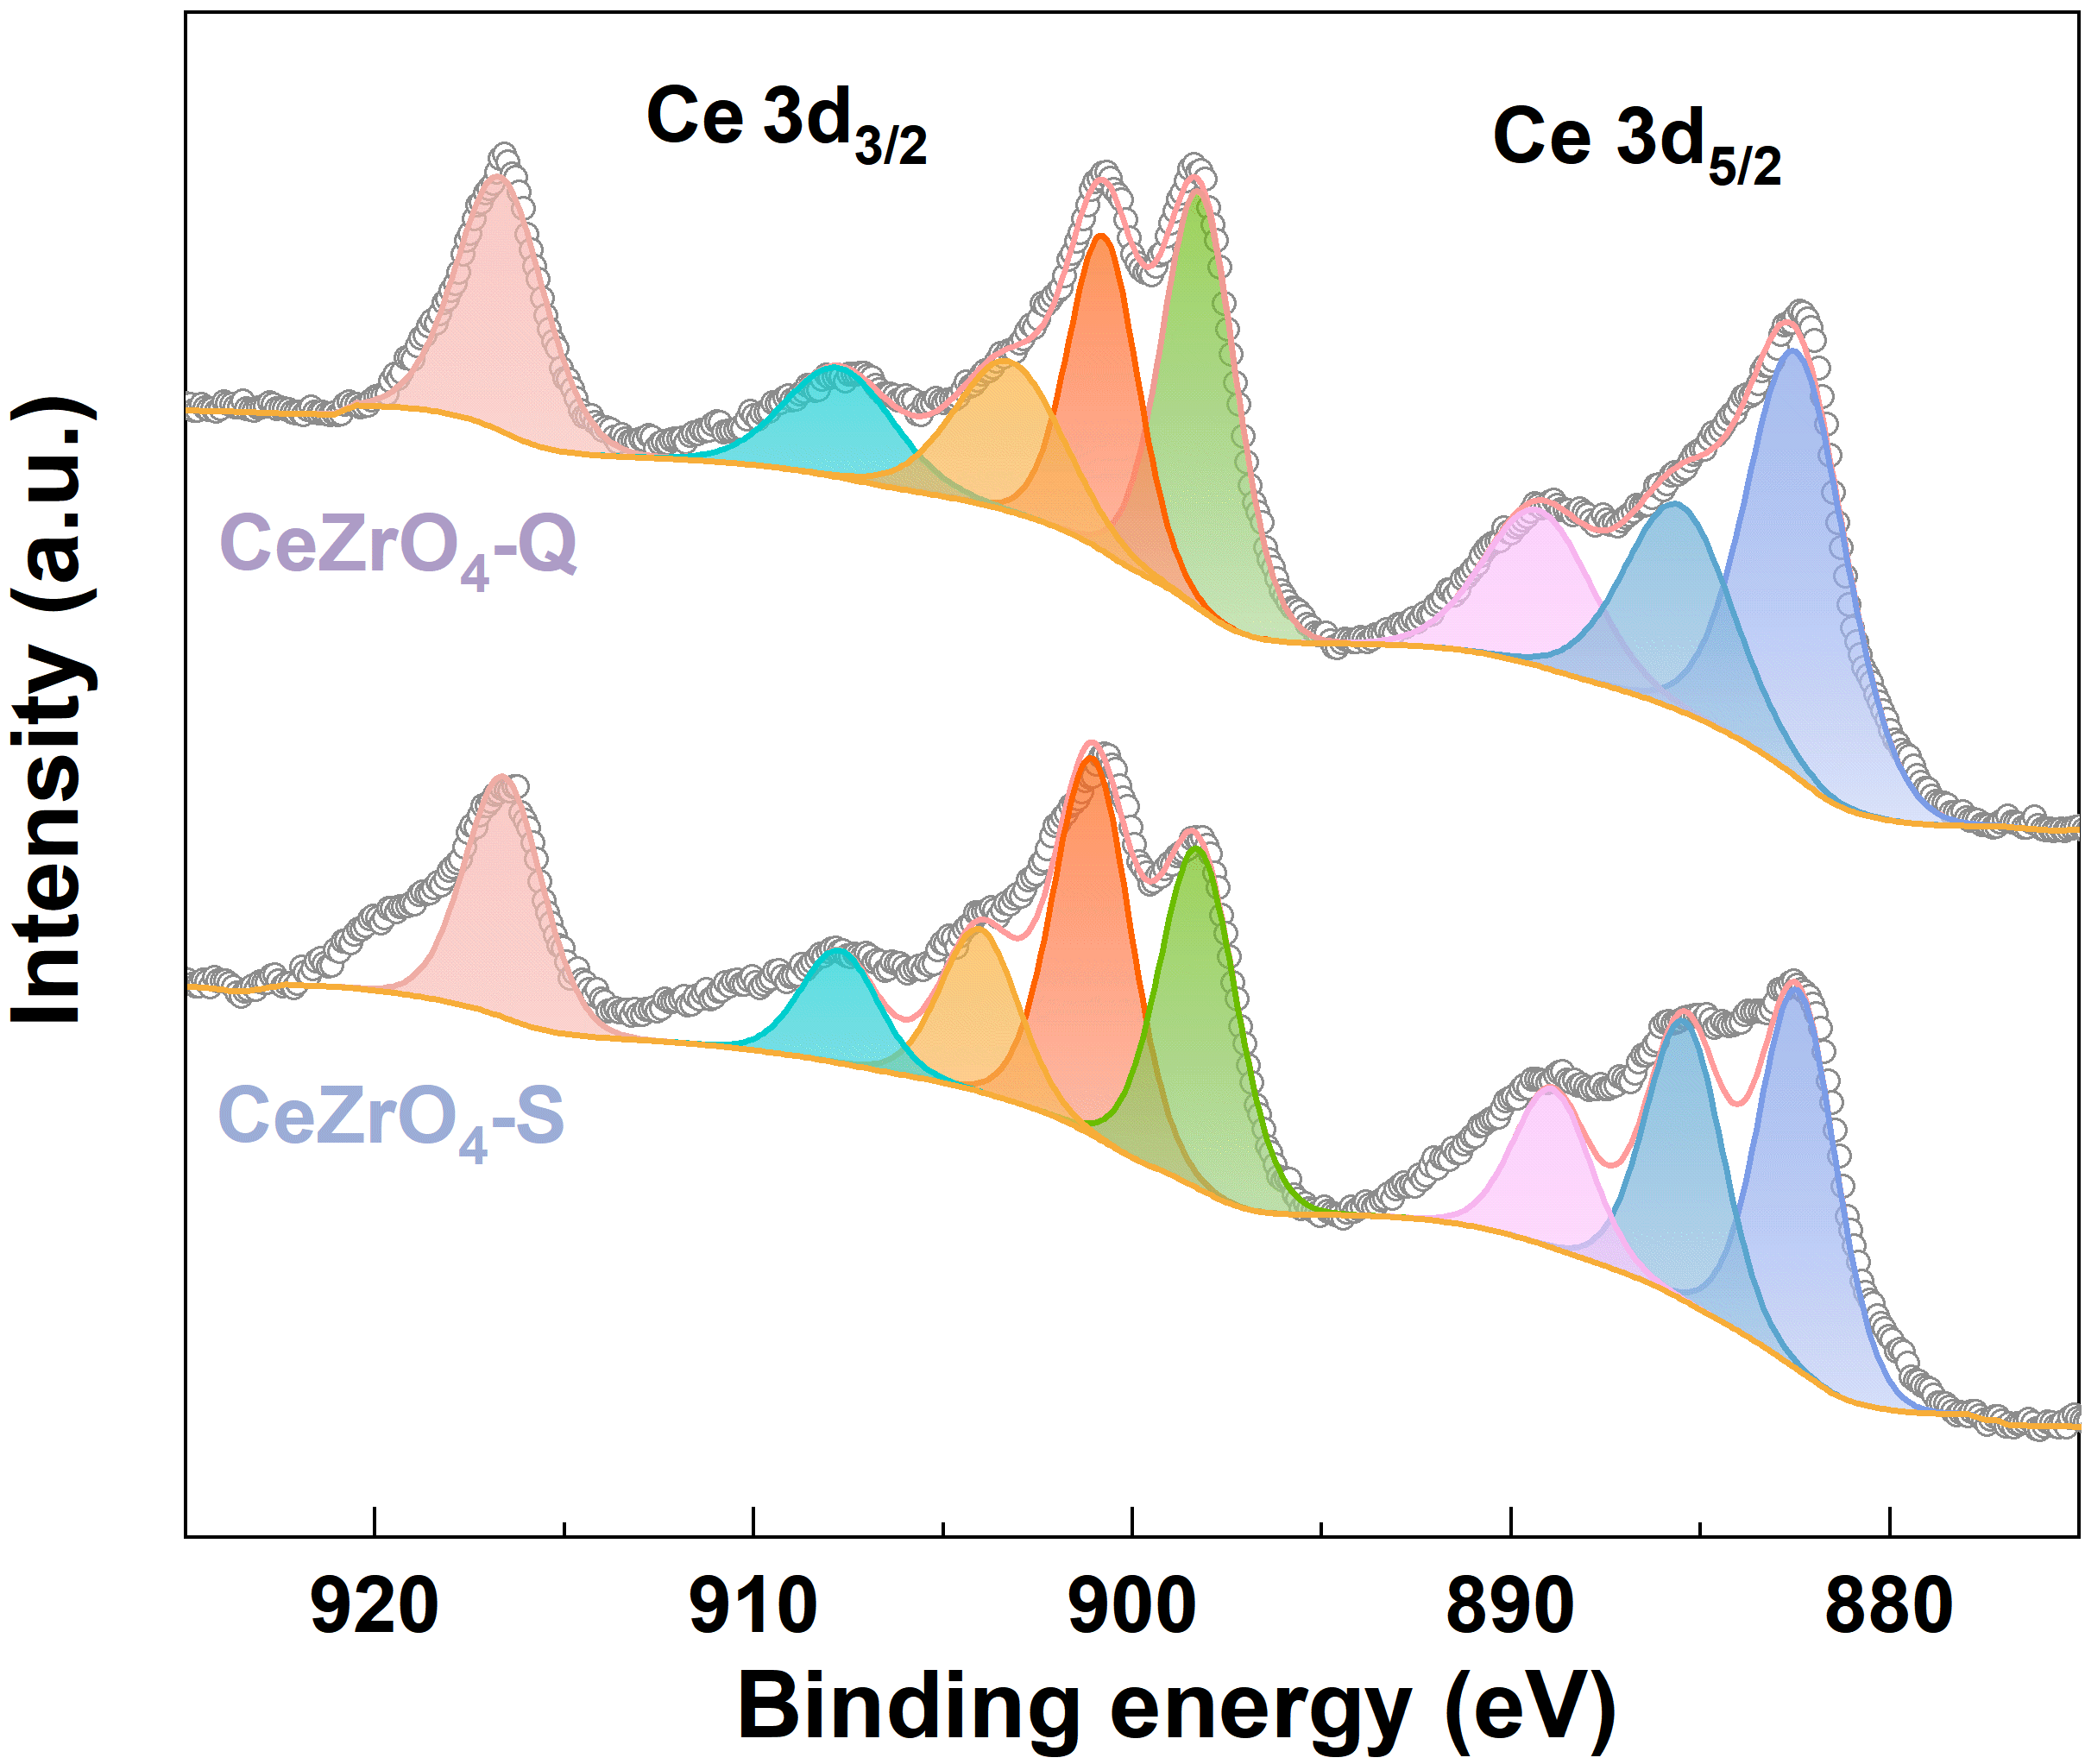 Ce 3d3/2
Ce 3d5/2
CeZrO4-Q
CeZrO4-S
Intensity (a.u.)
920 910 900 890 880
Binding energy (eV)